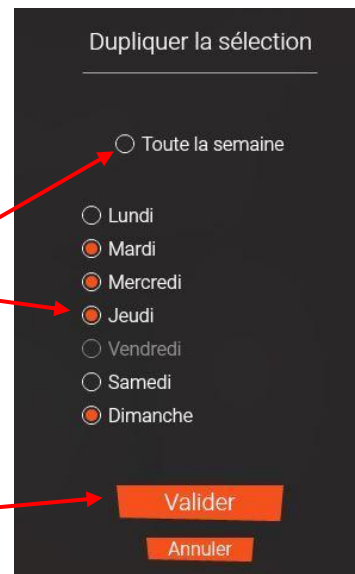 Dupliquer la sélection
Toute la semaine
Lundi
Mardi
Mercredi
Jeudi
Vendredi
Samedi
Dimanche
Valider
Annuler